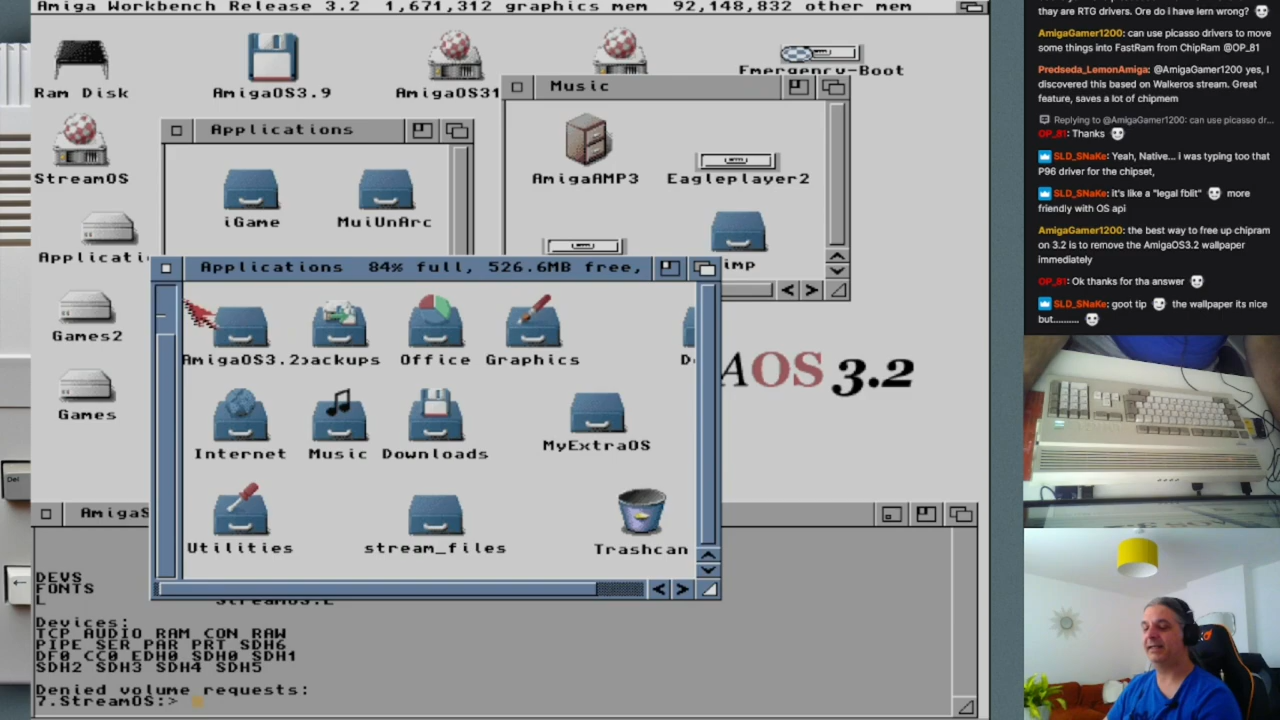 Amiga Workbench Release 3.2 1,671,312 graphics mem 92,148,832 other mem
Ram Disk
AmigaOS3.9
AmigaOS31
Emergency-Boot
StreamOS
Applicati
Games2
Games
Applications
iGame
MuiUnArc
Music
AmigaAMP3
Eagleplayer2
imp
Applications 84% full, 526.6MB free,
AmigaOS3.2
backups
Office
Graphics
Internet
Music
Downloads
MyExtraOS
Utilities
stream_files
Trashcan
OS 3.2
AmigaS
DEVS
FONTS
L
Devices:
TCP AUDIO RAM CON RAW
PIPE SER PAR PRT SDH6
DF0 CC0 EDH0 SDH0 SDH1
SDH2 SDH3 SDH4 SDH5
Denied volume requests:
7.StreamOS:>
Del
they are RTG drivers. Ore do i have lern wrong?
AmigaGamer1200: can use picasso drivers to move
some things into FastRam from ChipRam @OP_81
Predseda_LemonAmiga: @AmigaGamer1200 yes, I
discovered this based on Walkeros stream. Great
feature, saves a lot of chipmem
Replying to @AmigaGamer1200: can use picasso dr...
OP_81: Thanks
SLD_SNaKe: Yeah, Native... i was typing too that
P96 driver for the chipset,
SLD_SNaKe: it's like a "legal fblit" more
friendly with OS api
AmigaGamer1200: the best way to free up chipram
on 3.2 is to remove the AmigaOS3.2 wallpaper
immediately
OP_81: Ok thanks for tha answer
SLD_SNaKe: goot tip the wallpaper its nice
but..........